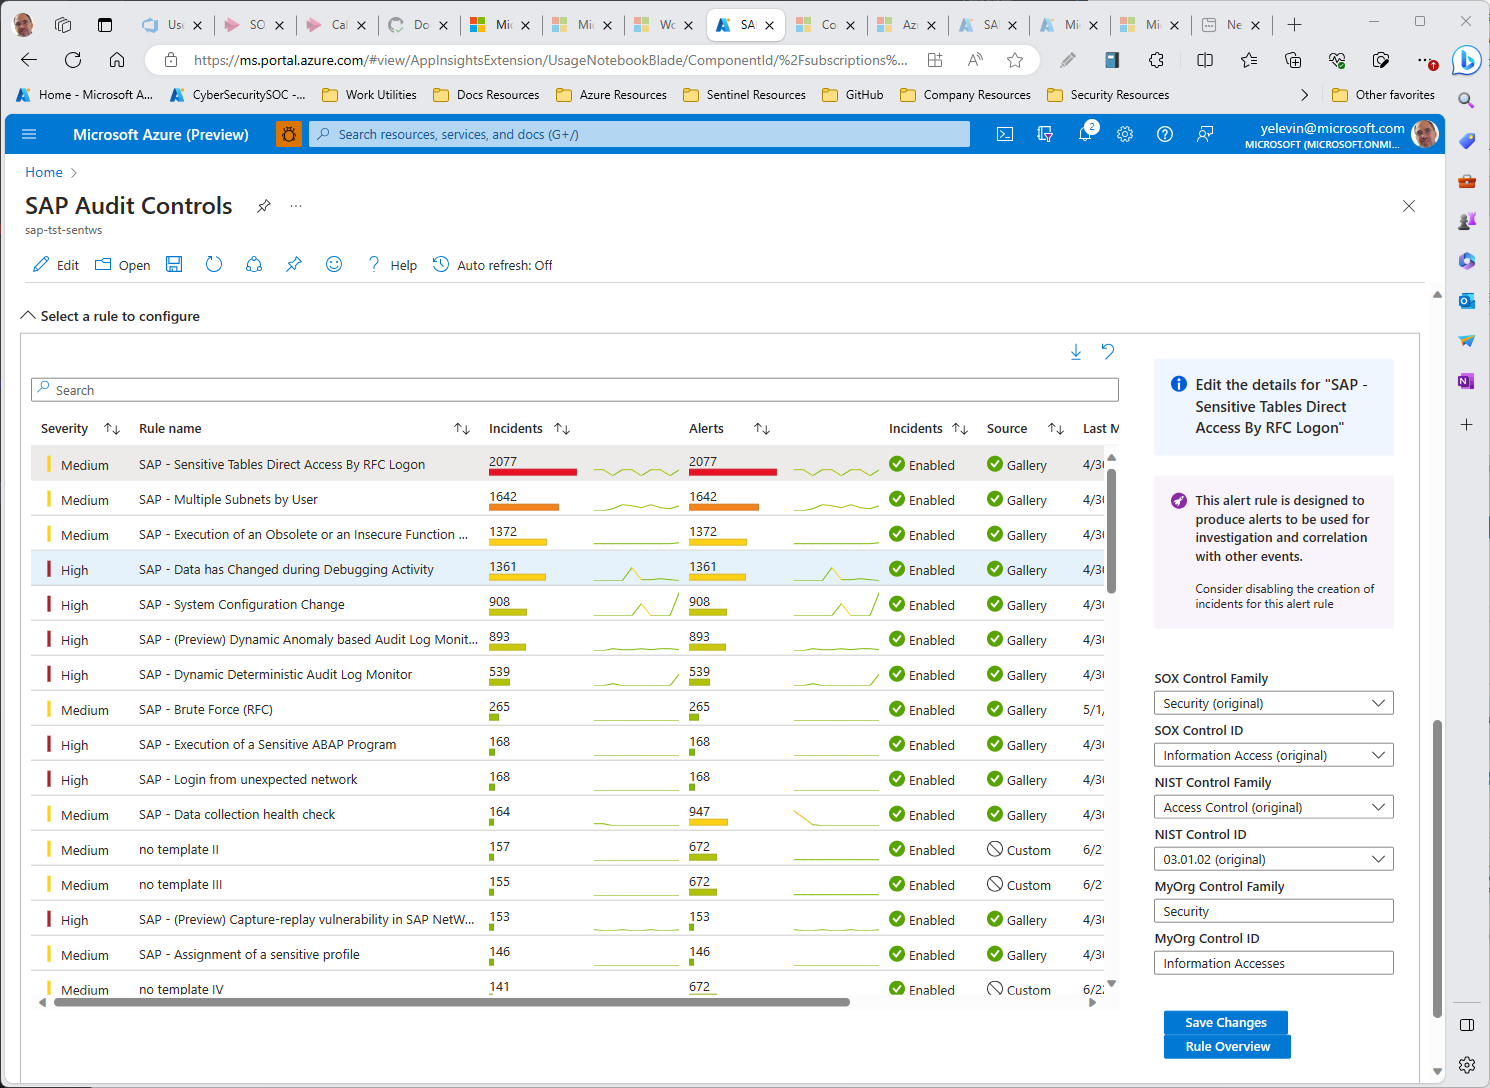 Us
SO
Cal
Do
Mic
Mic
Wo
SA
Co
Az
SA
Mi
Mi
Ne
https://ms.portal.azure.com/#view/AppInsightsExtension/UsageNotebookBlade/ComponentId/%2Fsubscriptions%...
Home - Microsoft A...
CyberSecuritySOC -...
Work Utilities
Docs Resources
Azure Resources
Sentinel Resources
GitHub
Company Resources
Security Resources
Other favorites
Microsoft Azure (Preview)
Search resources, services, and docs (G+/)
2
yelevin@microsoft.com
MICROSOFT (MICROSOFT.ONMI...
Home
SAP Audit Controls
...
sap-tst-sentws
Edit
Open
Help
Auto refresh: Off
Select a rule to configure
Search
Severity Rule name Incidents Alerts Incidents Source Last M
Medium SAP - Sensitive Tables Direct Access By RFC Logon 2077 2077 Enabled Gallery 4/30
Medium SAP - Multiple Subnets by User 1642 1642 Enabled Gallery 4/30
Medium SAP - Execution of an Obsolete or an Insecure Function ... 1372 1372 Enabled Gallery 4/30
High SAP - Data has Changed during Debugging Activity 1361 1361 Enabled Gallery 4/30
High SAP - System Configuration Change 908 908 Enabled Gallery 4/30
High SAP - (Preview) Dynamic Anomaly based Audit Log Monit... 893 893 Enabled Gallery 4/30
High SAP - Dynamic Deterministic Audit Log Monitor 539 539 Enabled Gallery 4/30
Medium SAP - Brute Force (RFC) 265 265 Enabled Gallery 5/1,
High SAP - Execution of a Sensitive ABAP Program 168 168 Enabled Gallery 4/30
High SAP - Login from unexpected network 168 168 Enabled Gallery 4/30
Medium SAP - Data collection health check 164 947 Enabled Gallery 4/30
Medium no template II 157 672 Enabled Custom 6/2
Medium no template III 155 672 Enabled Custom 6/2
High SAP - (Preview) Capture-replay vulnerability in SAP NetW... 153 153 Enabled Gallery 4/30
Medium SAP - Assignment of a sensitive profile 146 146 Enabled Gallery 4/30
Medium no template IV 141 672 Enabled Custom 6/2
Edit the details for "SAP -
Sensitive Tables Direct
Access By RFC Logon"
This alert rule is designed to
produce alerts to be used for
investigation and correlation
with other events.
Consider disabling the creation of
incidents for this alert rule
SOX Control Family
Security (original)
SOX Control ID
Information Access (original)
NIST Control Family
Access Control (original)
NIST Control ID
03.01.02 (original)
MyOrg Control Family
Security
MyOrg Control ID
Information Accesses
Save Changes
Rule Overview